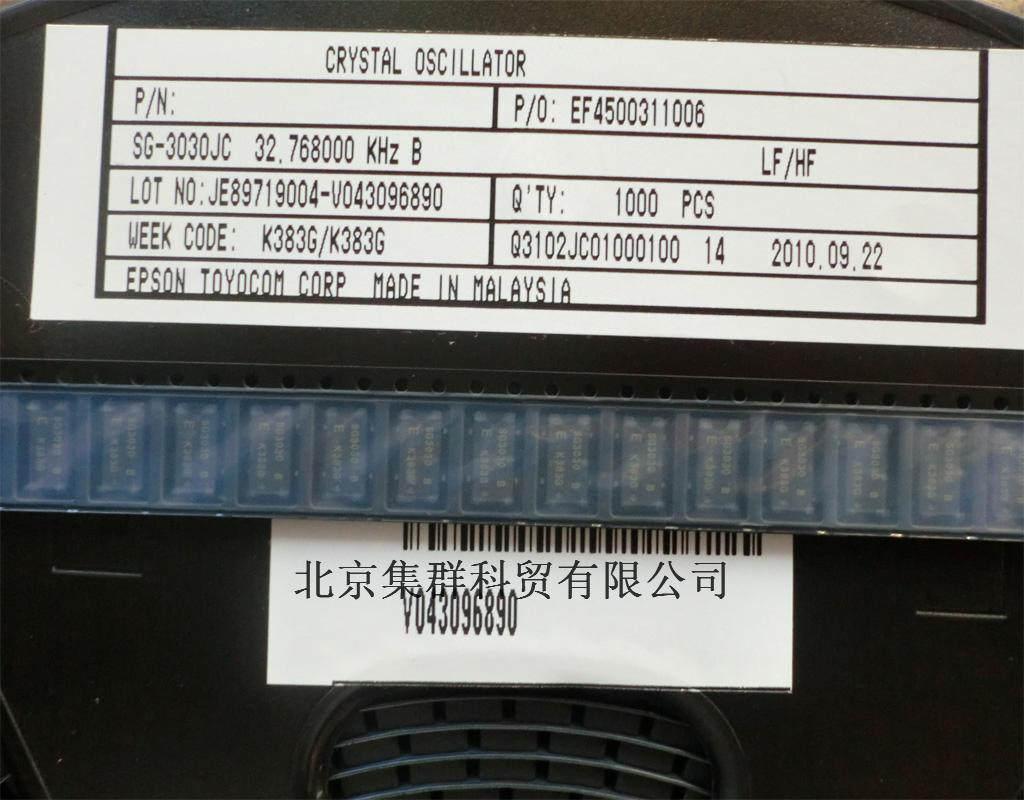 CRYSTAL OSCILLATOR
P/N:
P/O: EF4500311006
SG-3030JC 32.768000 KHz B
LF/HF
LOT NO:JE89719004-V043096890
Q'TY: 1000 PCS
WEEK CODE: K383G/K383G
Q3102JC01000100 14 2010.09.22
EPSON TOYOCOM CORP MADE IN MALAYSIA
SG3030 B
E K383G
北京集群科贸有限公司
V043096890